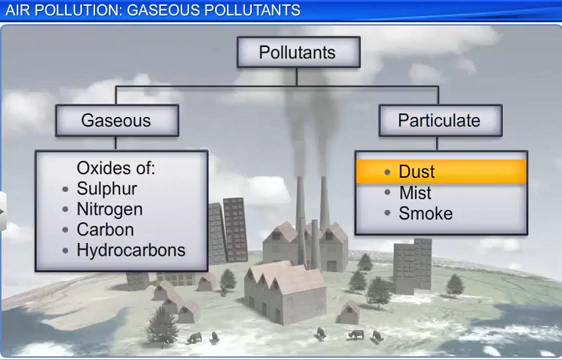 AIR POLLUTION: GASEOUS POLLUTANTS
Pollutants
Gaseous
Oxides of:
• Sulphur
• Nitrogen
• Carbon
• Hydrocarbons
Particulate
• Dust
• Mist
• Smoke